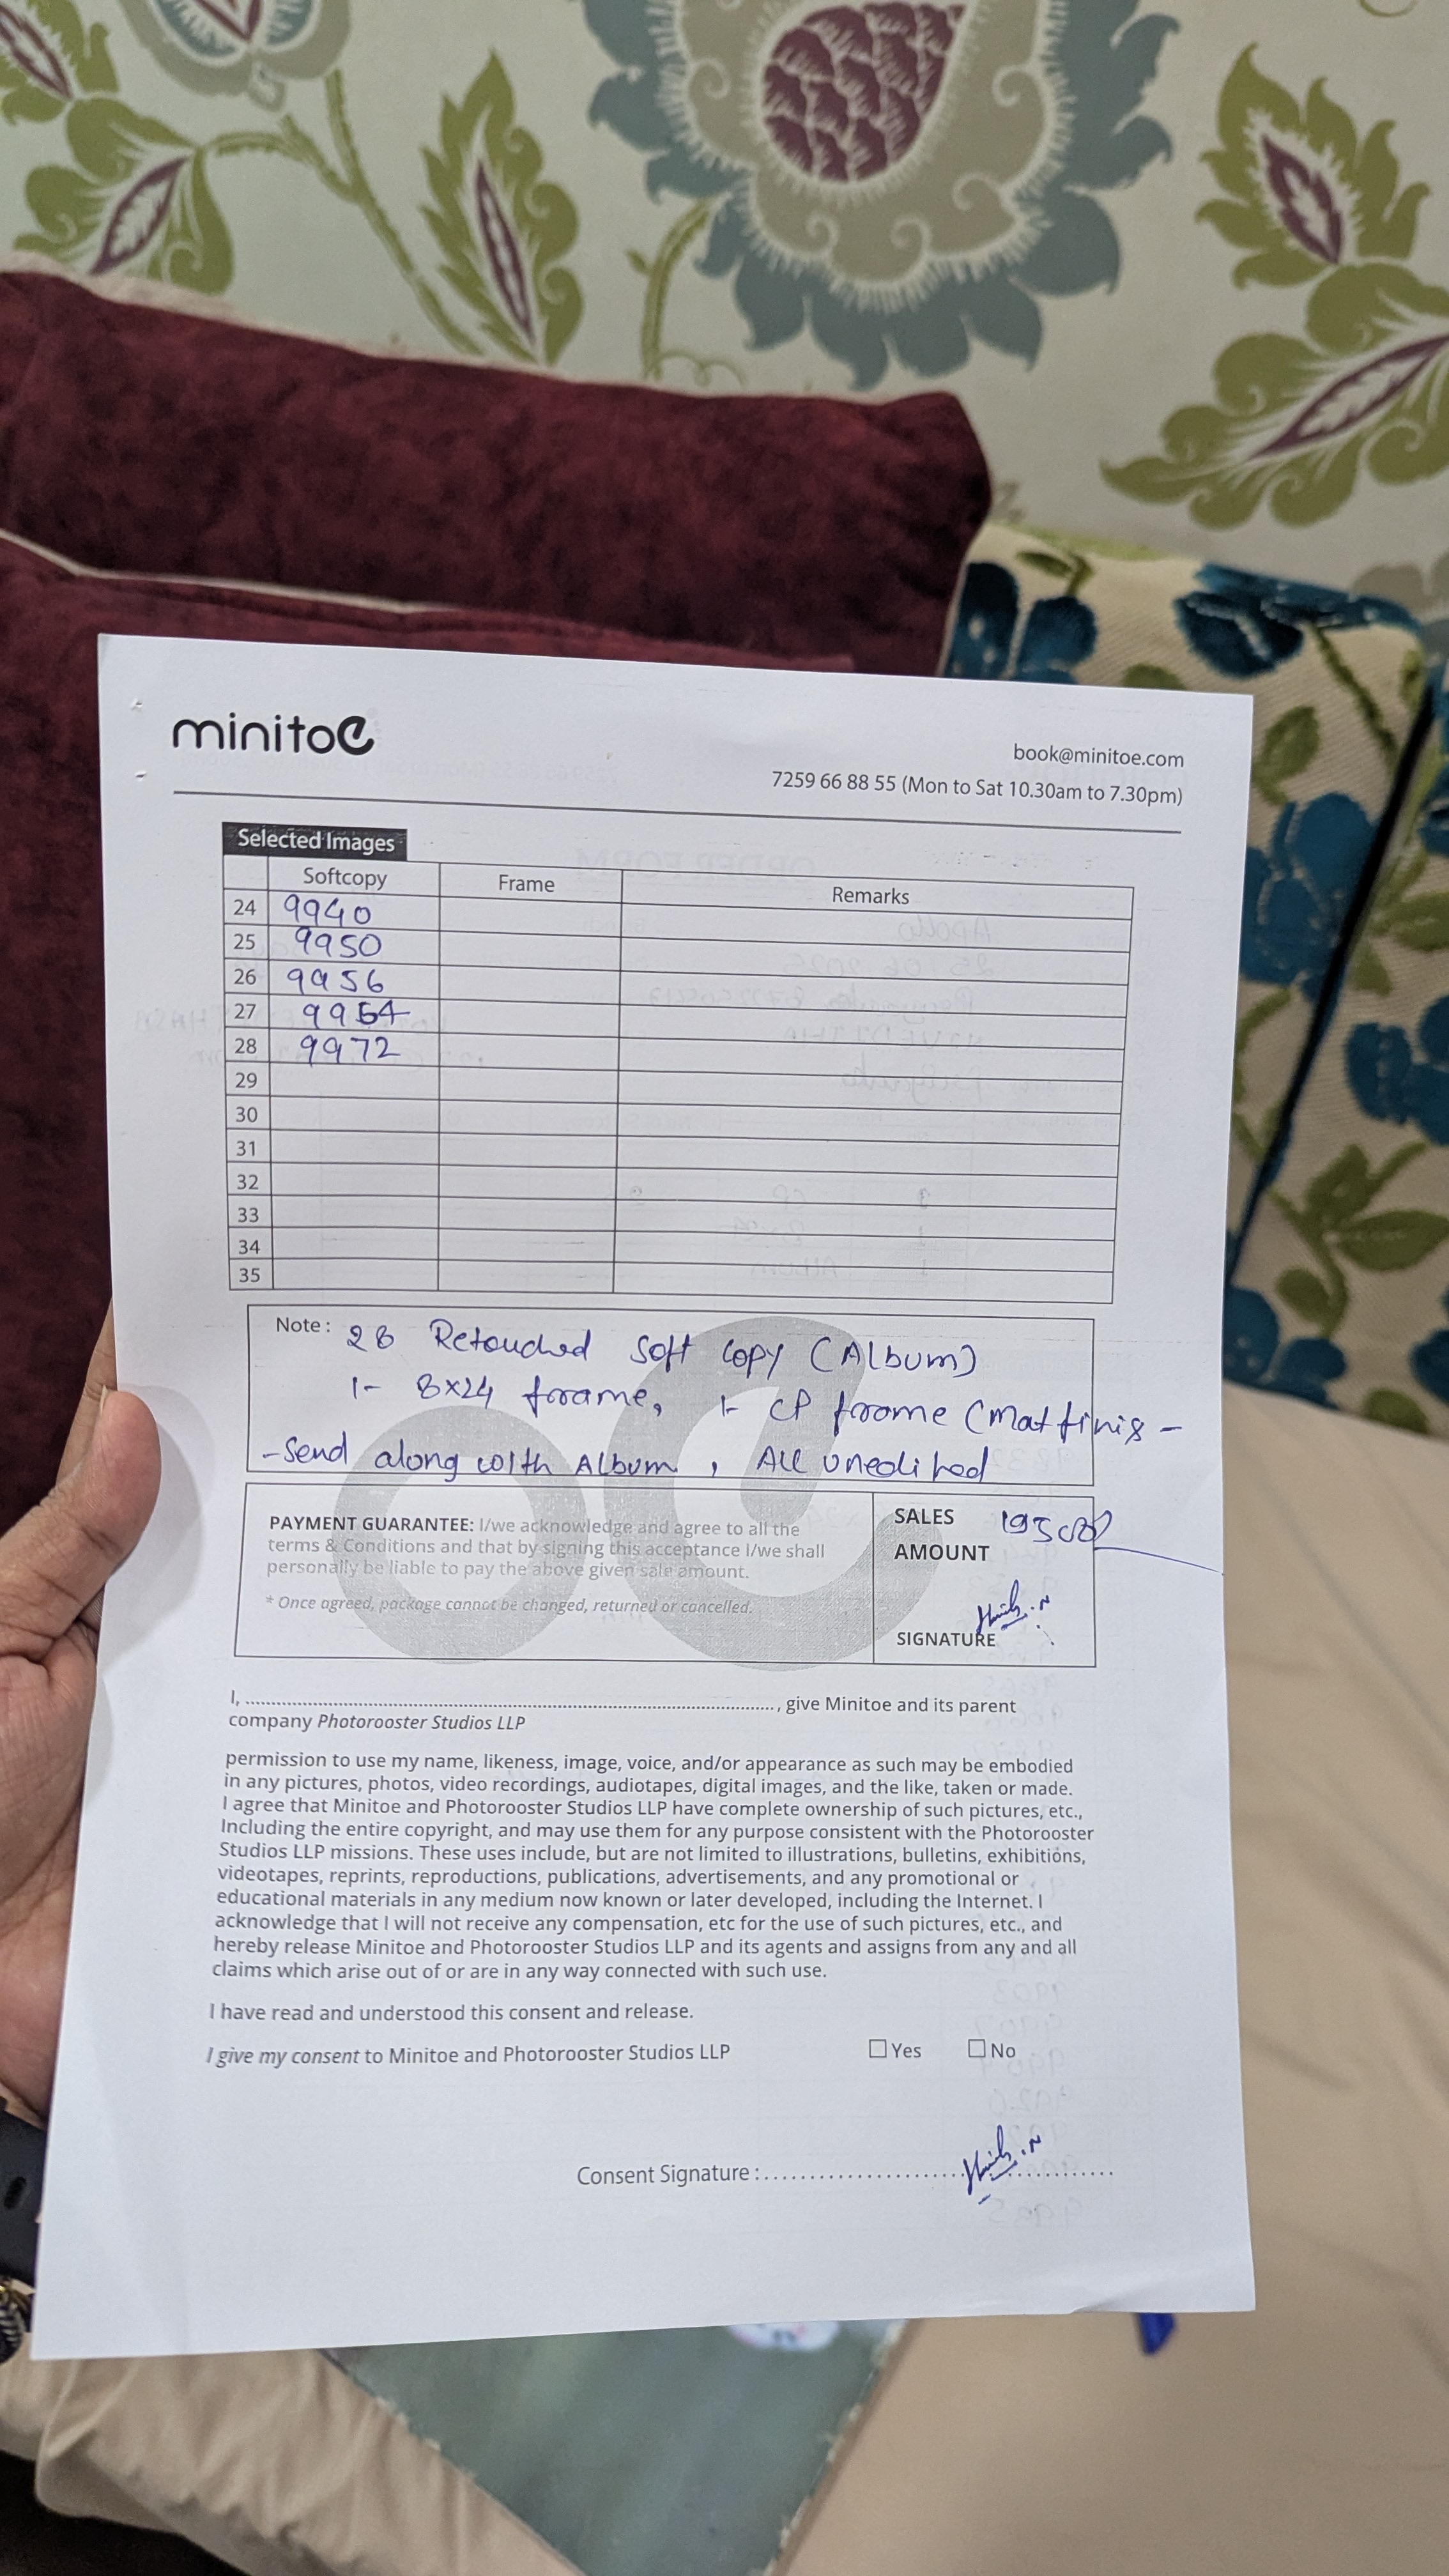 minitoe
book@minitoe.com
7259 66 88 55 (Mon to Sat 10.30am to 7.30pm)
Selected Images
Softcopy Frame Remarks
24 9940
25 9950
26 9956
27 9964
28 9972
29
30
31
32
33
34
35
Note : 28 Retouched soft copy (Album)
1- 8x24 frame, 1- CP frame (Mat finis -
- Send along with Album , All unedited
PAYMENT GUARANTEE: I/we acknowledge and agree to all the
terms & Conditions and that by signing this acceptance I/we shall
personally be liable to pay the above given sale amount.
* Once agreed, package cannot be changed, returned or cancelled.
SALES
AMOUNT
SIGNATURE
I, ........................................................................................................, give Minitoe and its parent
company Photorooster Studios LLP
permission to use my name, likeness, image, voice, and/or appearance as such may be embodied
in any pictures, photos, video recordings, audiotapes, digital images, and the like, taken or made.
I agree that Minitoe and Photorooster Studios LLP have complete ownership of such pictures, etc.,
Including the entire copyright, and may use them for any purpose consistent with the Photorooster
Studios LLP missions. These uses include, but are not limited to illustrations, bulletins, exhibitions,
videotapes, reprints, reproductions, publications, advertisements, and any promotional or
educational materials in any medium now known or later developed, including the Internet. I
acknowledge that I will not receive any compensation, etc for the use of such pictures, etc., and
hereby release Minitoe and Photorooster Studios LLP and its agents and assigns from any and all
claims which arise out of or are in any way connected with such use.
I have read and understood this consent and release.
I give my consent to Minitoe and Photorooster Studios LLP Yes No
Consent Signature :.............................................